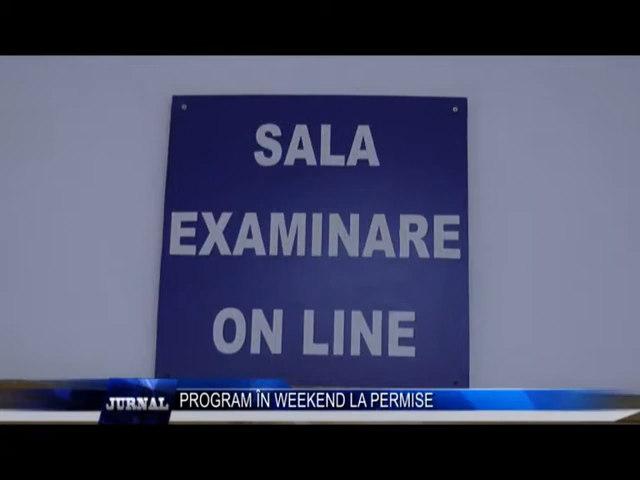 SALA
EXAMINARE
ON LINE
JURNAL
PROGRAM ÎN WEEKEND LA PERMISE